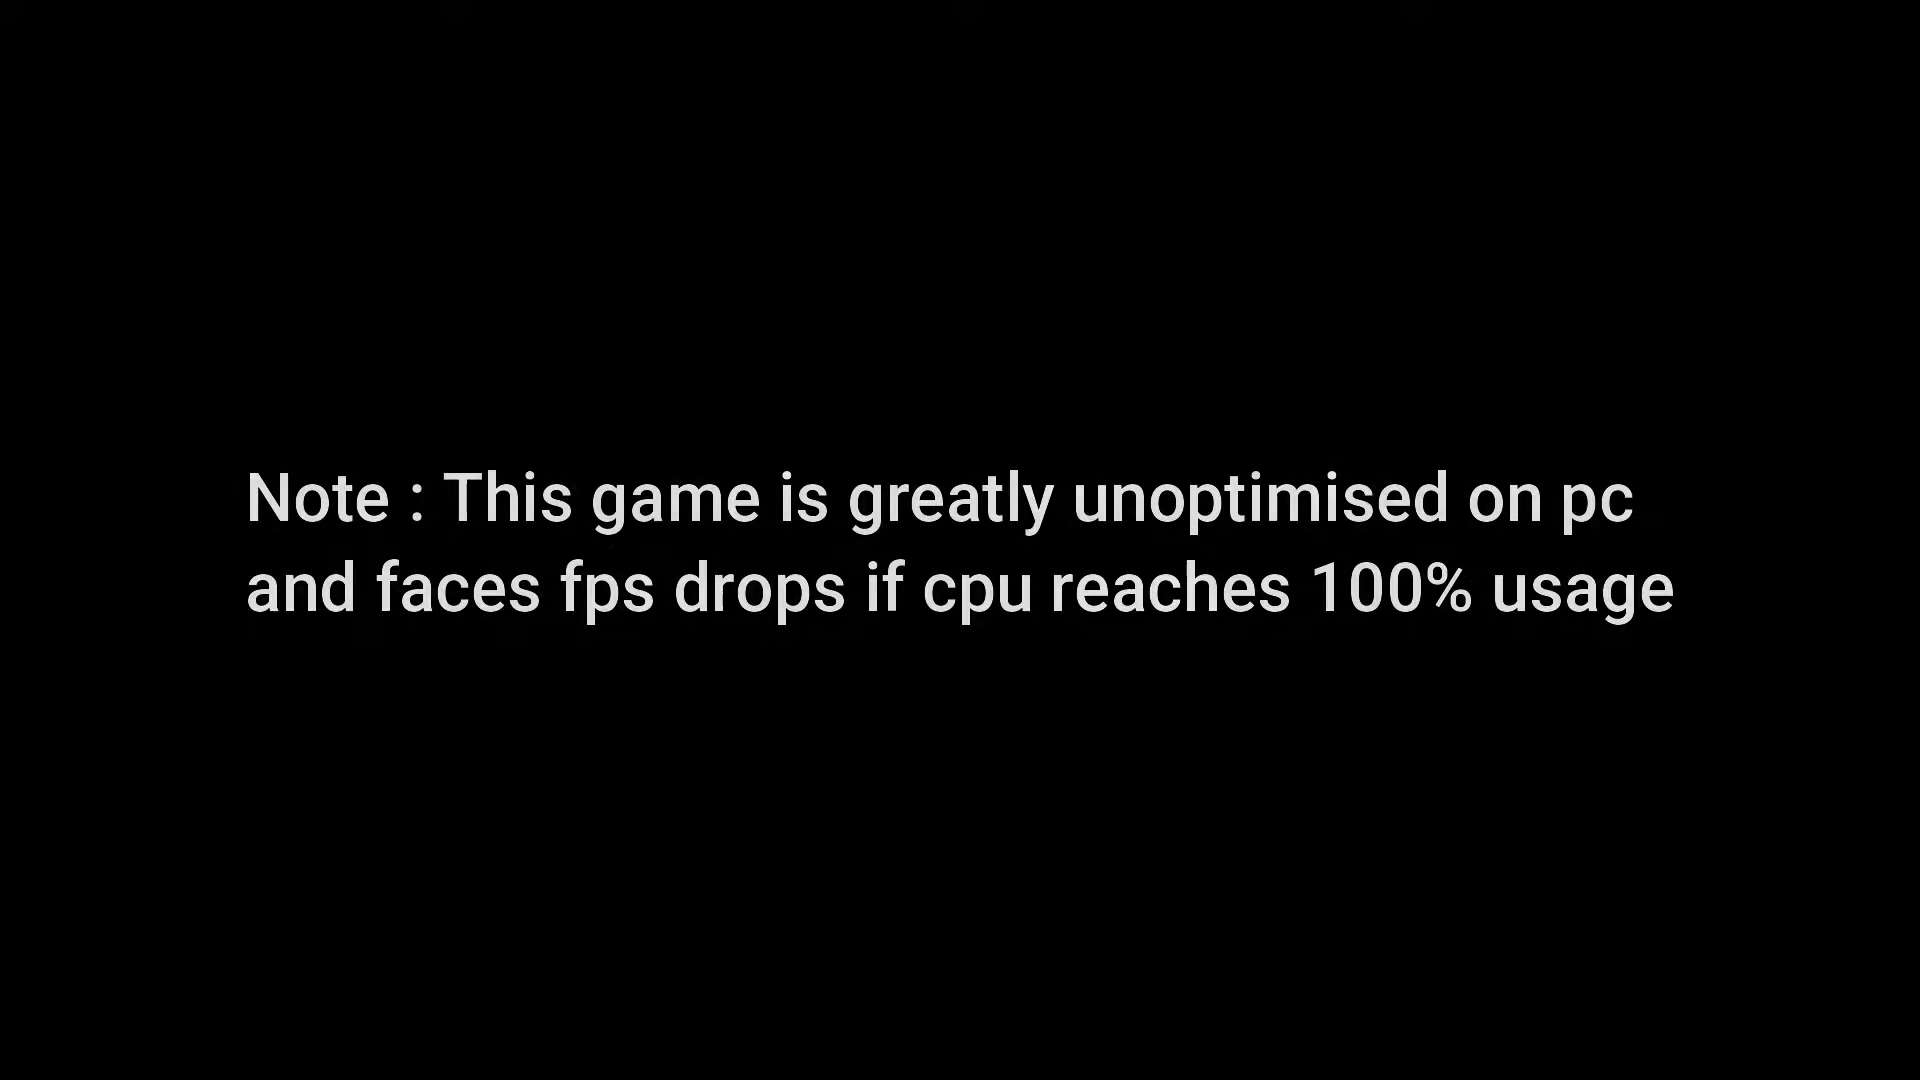 Note : This game is greatly unoptimised on pc
and faces fps drops if cpu reaches 100% usage